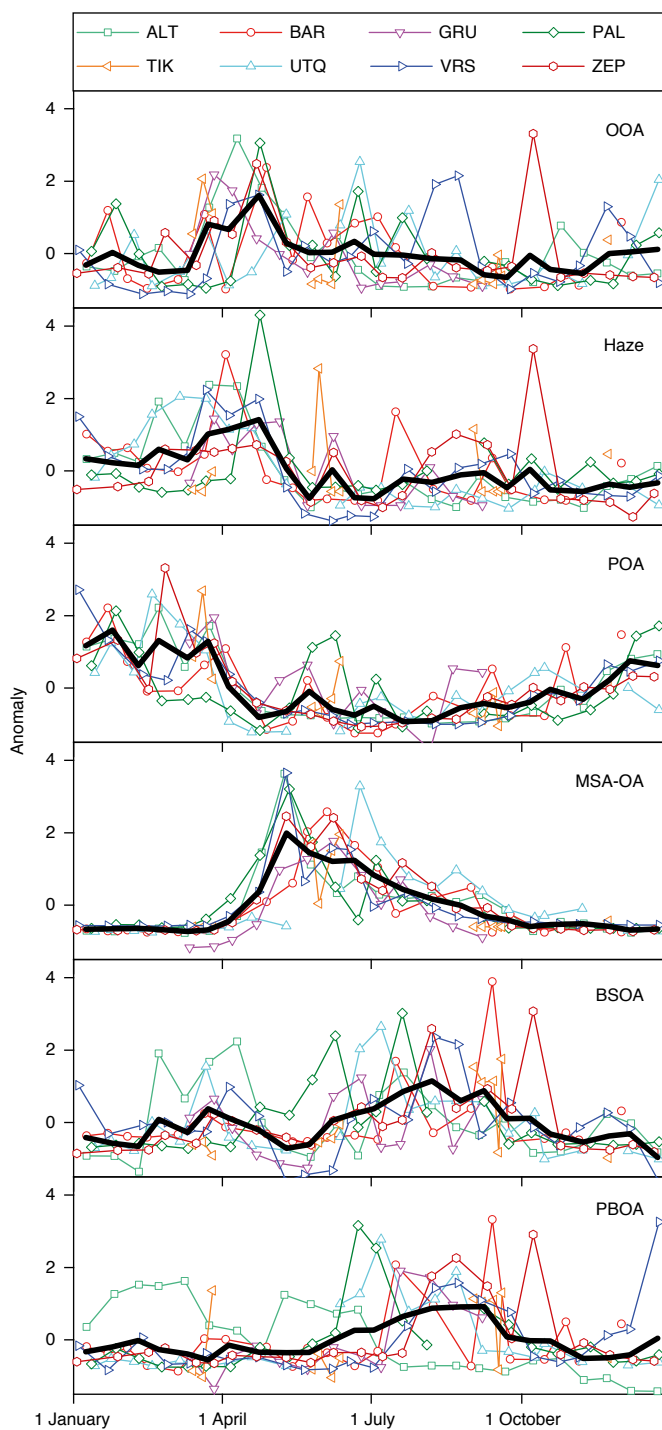 ALT BAR GRU PAL
TIK UTQ VRS ZEP
4
2
0
OOA
4
2
0
Haze
4
2
0
POA
4
2
0
MSA-OA
4
2
0
BSOA
4
2
0
PBOA
Anomaly
1 January 1 April 1 July 1 October